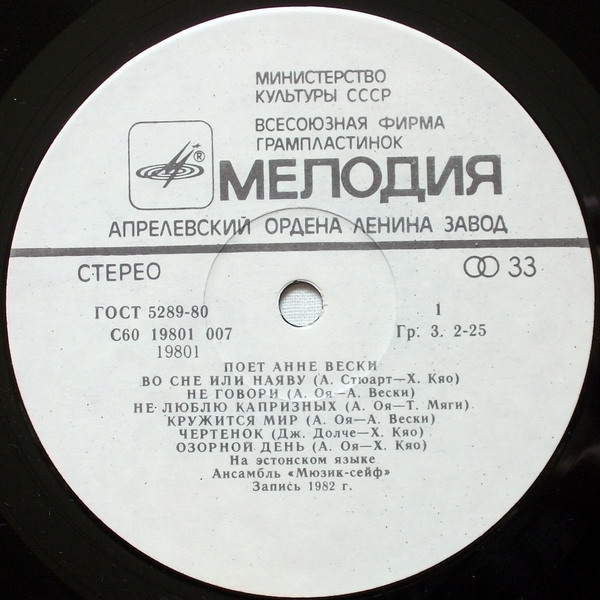 МИНИСТЕРСТВО
КУЛЬТУРЫ СССР
ВСЕСОЮЗНАЯ ФИРМА
ГРАМПЛАСТИНОК
®
МЕЛОДИЯ
АПРЕЛЕВСКИЙ ОРДЕНА ЛЕНИНА ЗАВОД
СТЕРЕО 33
ГОСТ 5289-80 1
С60 19801 007 Гр. 3. 2-25
19801
ПОЕТ АННЕ ВЕСКИ
ВО СНЕ ИЛИ НАЯВУ (А. Стюарт—Х. Кяо)
НЕ ГОВОРИ (А. Оя—А. Вески)
НЕ ЛЮБЛЮ КАПРИЗНЫХ (А. Оя—Т. Мяги)
КРУЖИТСЯ МИР (А. Оя—А. Вески)
ЧЕРТЕНОК (Дж. Долче—Х. Кяо)
ОЗОРНОЙ ДЕНЬ (А. Оя—Х. Кяо)
На эстонском языке
Ансамбль «Мюзик-сейф»
Запись 1982 г.